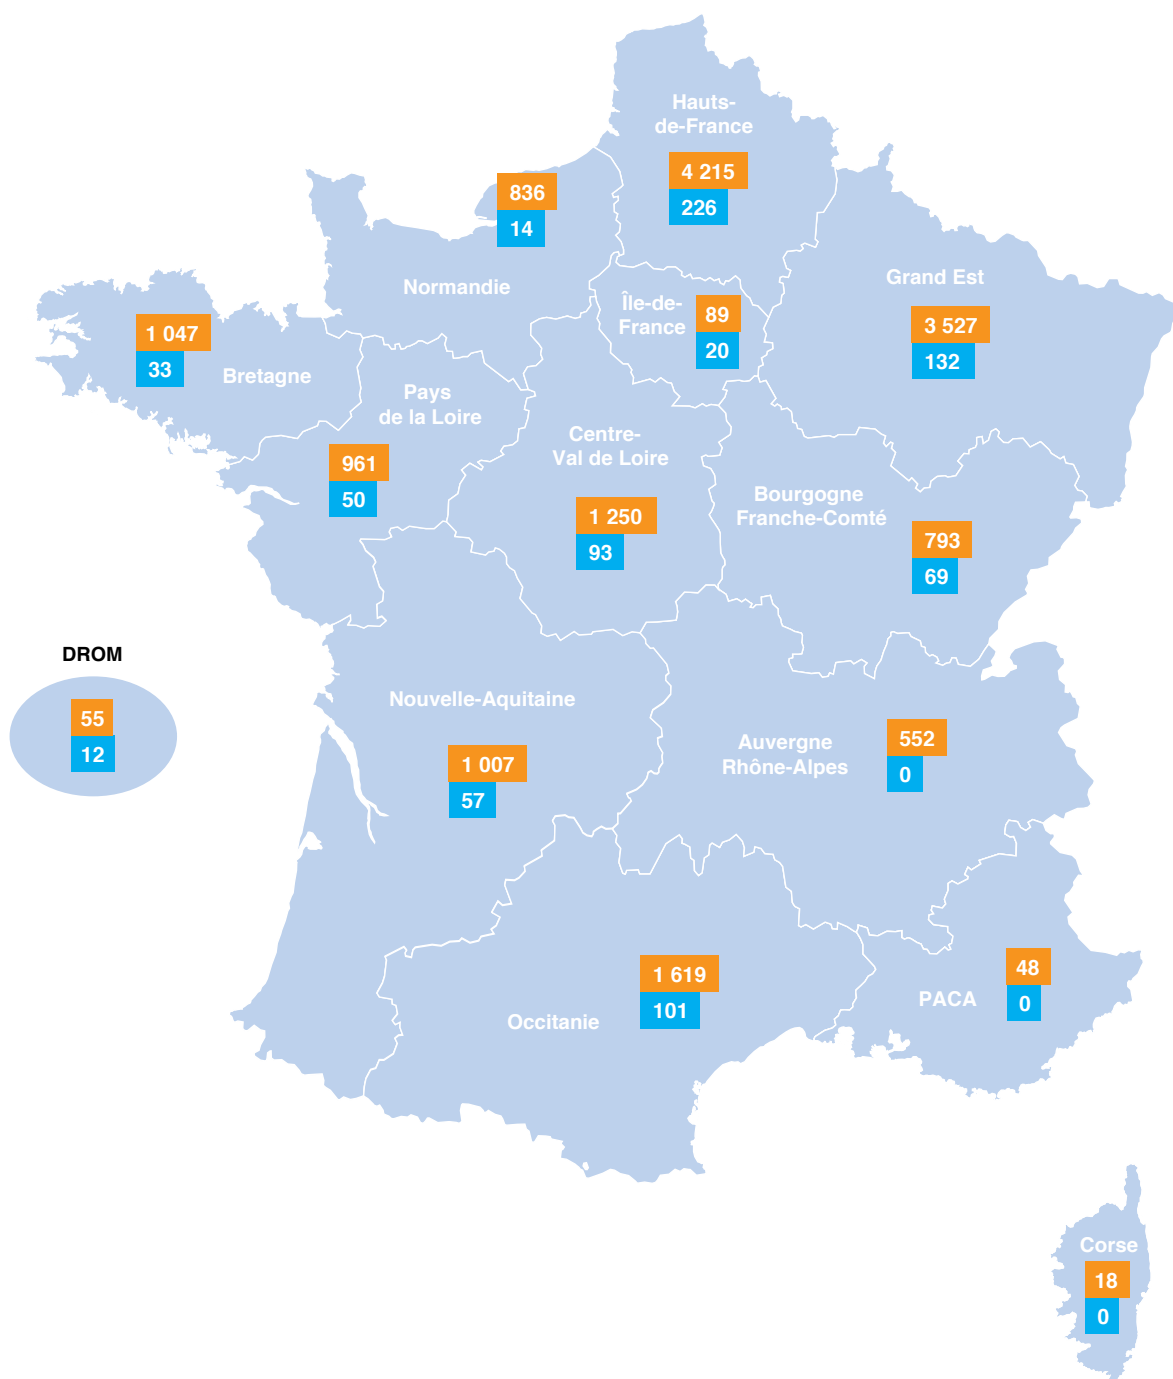 Hauts-
de-France
4 215
226
836
14
Normandie
Grand Est
3 527
132
Île-de-
France
89
20
1 047
33
Bretagne
Pays
de la Loire
961
50
Centre-
Val de Loire
1 250
93
Bourgogne
Franche-Comté
793
69
DROM
55
12
Nouvelle-Aquitaine
1 007
57
Auvergne
Rhône-Alpes
552
0
Occitanie
1 619
101
PACA
48
0
Corse
18
0